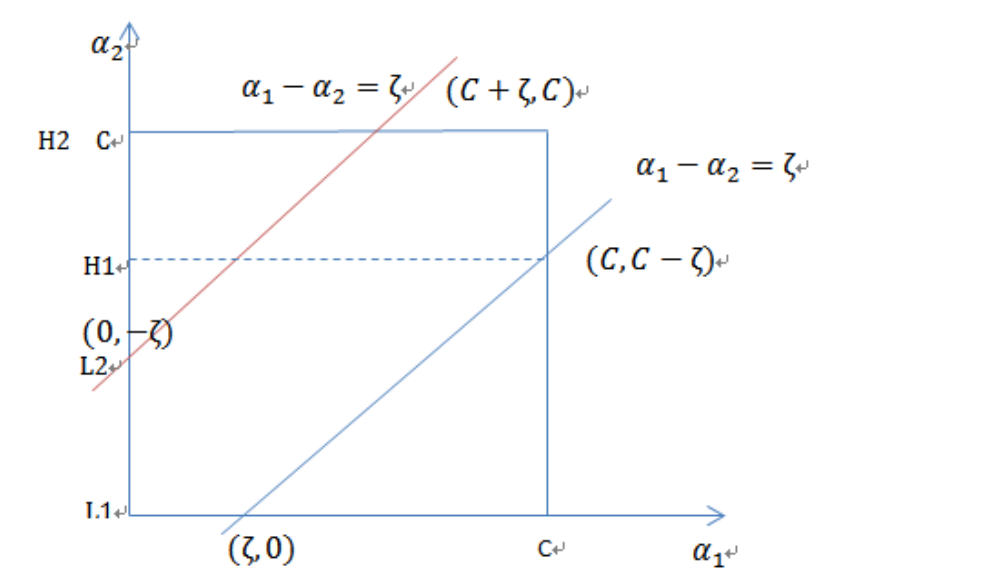 α₂↵
α₁ − α₂ = ζ↵
(C + ζ, C)↵
H2 C↵
α₁ − α₂ = ζ↵
H1↵
(C, C − ζ)↵
(0, −ζ)
L2↵
L1↵
(ζ, 0)
C↵
α₁↵